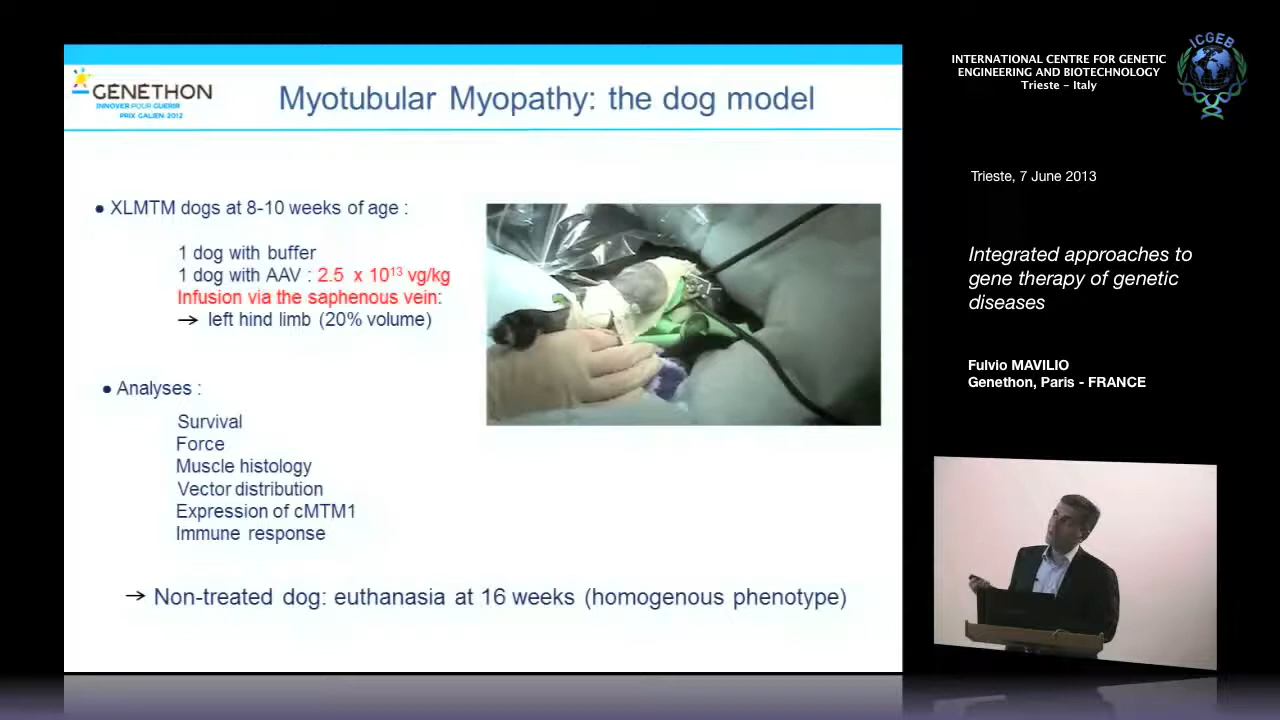 GENETHON
INNOVER POUR GUERIR
PRIX GALIEN 2012
Myotubular Myopathy: the dog model
● XLMTM dogs at 8-10 weeks of age :
1 dog with buffer
1 dog with AAV : 2.5 x 10¹³ vg/kg
Infusion via the saphenous vein:
→ left hind limb (20% volume)
● Analyses :
Survival
Force
Muscle histology
Vector distribution
Expression of cMTM1
Immune response
→ Non-treated dog: euthanasia at 16 weeks (homogenous phenotype)
INTERNATIONAL CENTRE FOR GENETIC
ENGINEERING AND BIOTECHNOLOGY
Trieste - Italy
ICGEB
Trieste, 7 June 2013
Integrated approaches to
gene therapy of genetic
diseases
Fulvio MAVILIO
Genethon, Paris - FRANCE